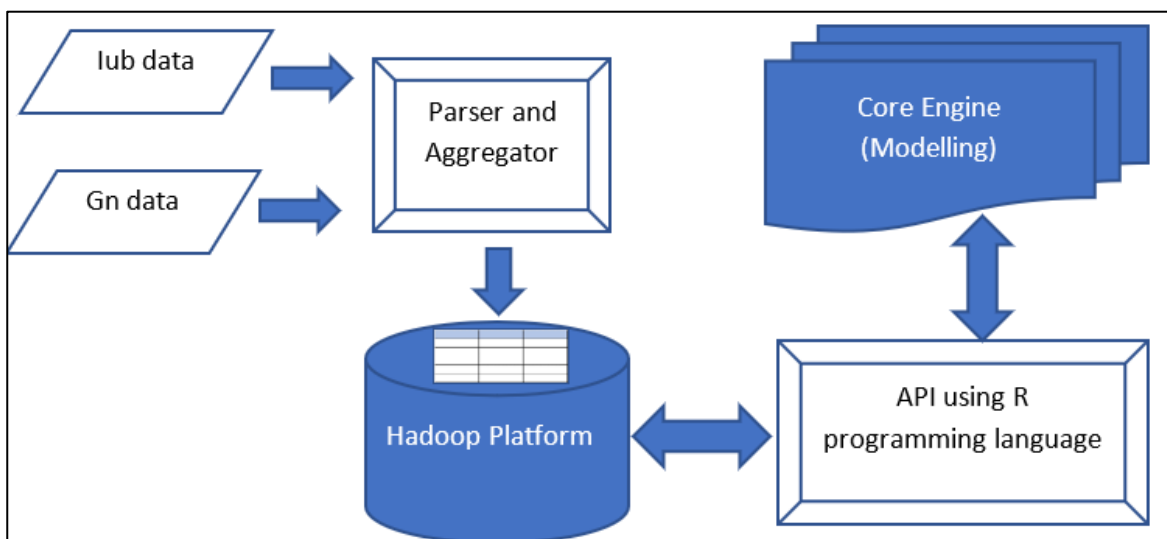 Iub data
Gn data
Parser and
Aggregator
Hadoop Platform
API using R
programming language
Core Engine
(Modelling)